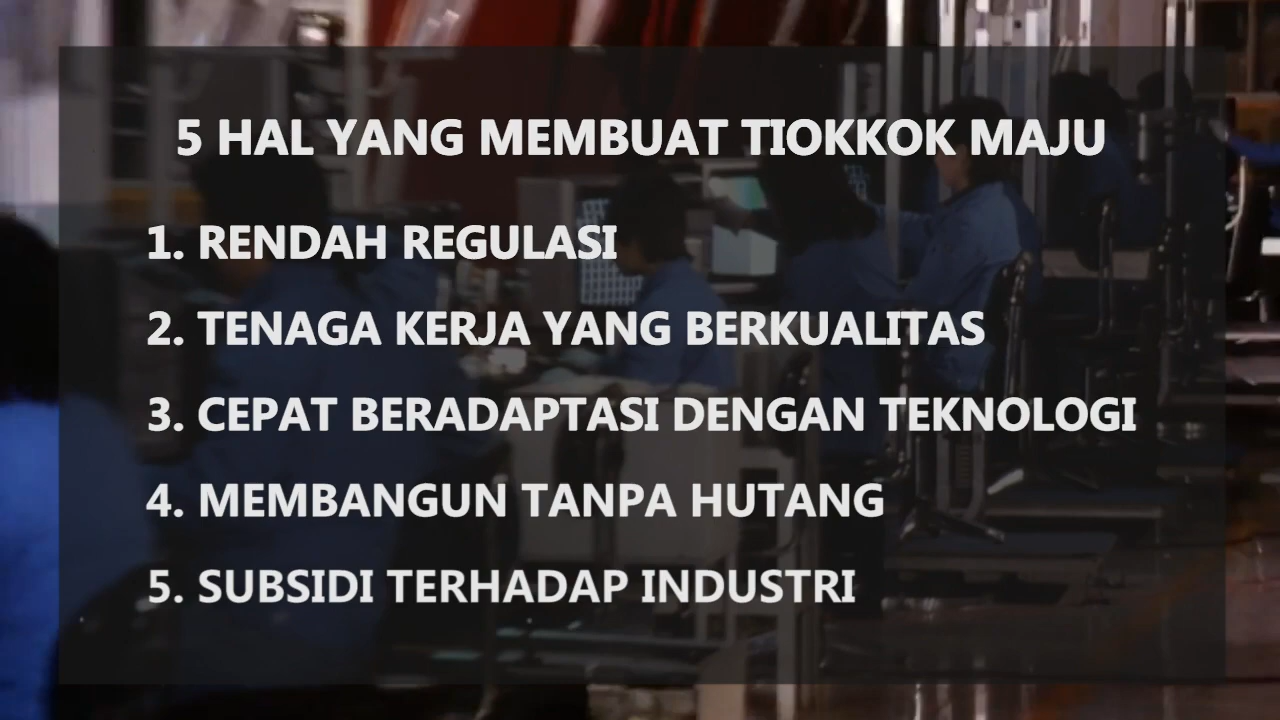 5 HAL YANG MEMBUAT TIOKKOK MAJU
1. RENDAH REGULASI
2. TENAGA KERJA YANG BERKUALITAS
3. CEPAT BERADAPTASI DENGAN TEKNOLOGI
4. MEMBANGUN TANPA HUTANG
5. SUBSIDI TERHADAP INDUSTRI